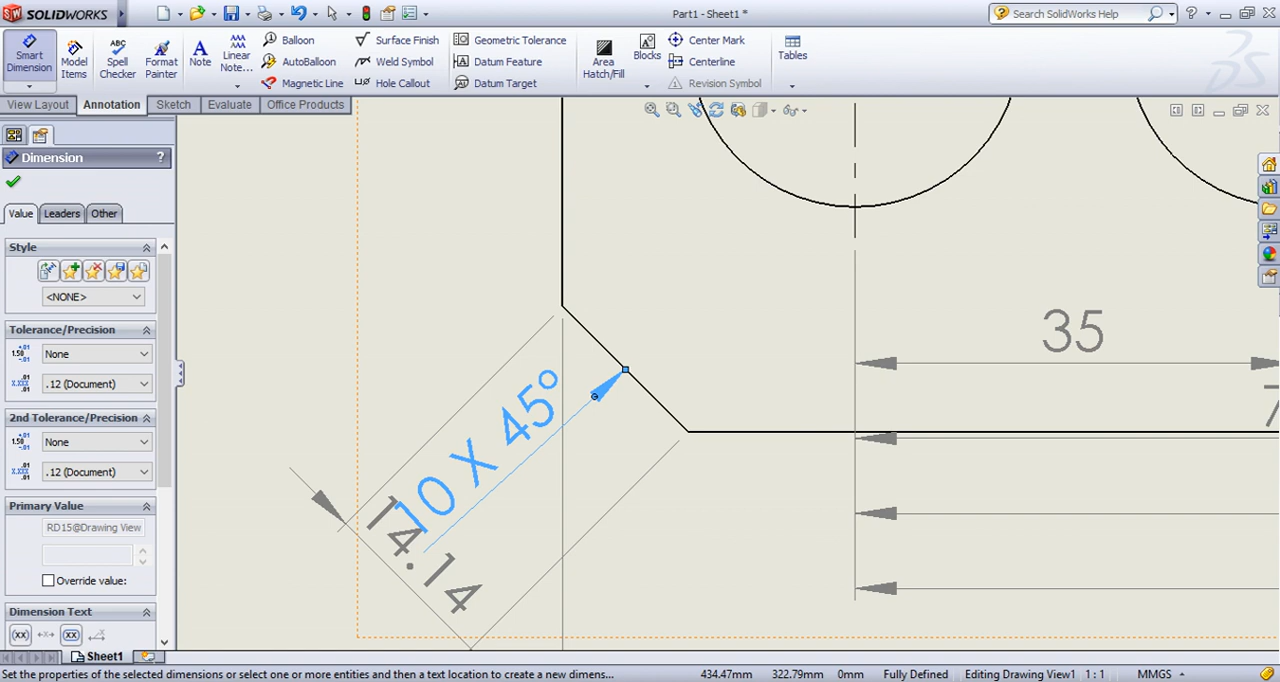 SOLIDWORKS
Part1 - Sheet1 *
Search SolidWorks Help
Smart Dimension
Model Items
ABC
Spell Checker
Format Painter
Note
Linear Note...
Balloon
AutoBalloon
Magnetic Line
Surface Finish
Weld Symbol
Hole Callout
Geometric Tolerance
Datum Feature
Datum Target
Area Hatch/Fill
Blocks
Center Mark
Centerline
Revision Symbol
Tables
View Layout
Annotation
Sketch
Evaluate
Office Products
Dimension
?
Value
Leaders
Other
Style
<NONE>
Tolerance/Precision
None
.12 (Document)
2nd Tolerance/Precision
None
.12 (Document)
Primary Value
RD15@Drawing View
Override value:
Dimension Text
(xx)
xx
35
7
10 X 45°
14.14
Sheet1
Set the properties of the selected dimensions or select one or more entities and then a text location to create a new dimens...
434.47mm
322.79mm
0mm
Fully Defined
Editing Drawing View1
1 : 1
MMGS